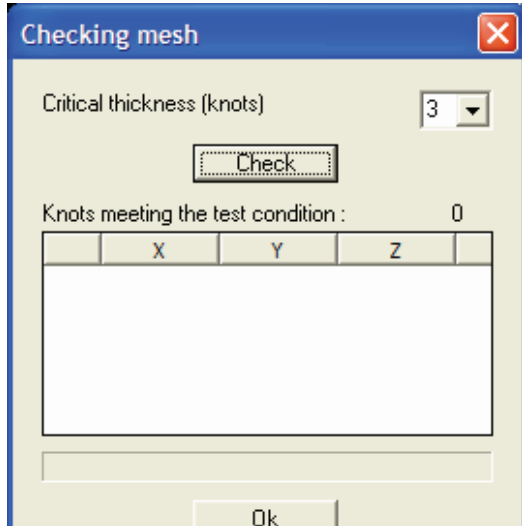 Checking mesh
Critical thickness (knots) 3
Check
Knots meeting the test condition : 0
X Y Z
Ok